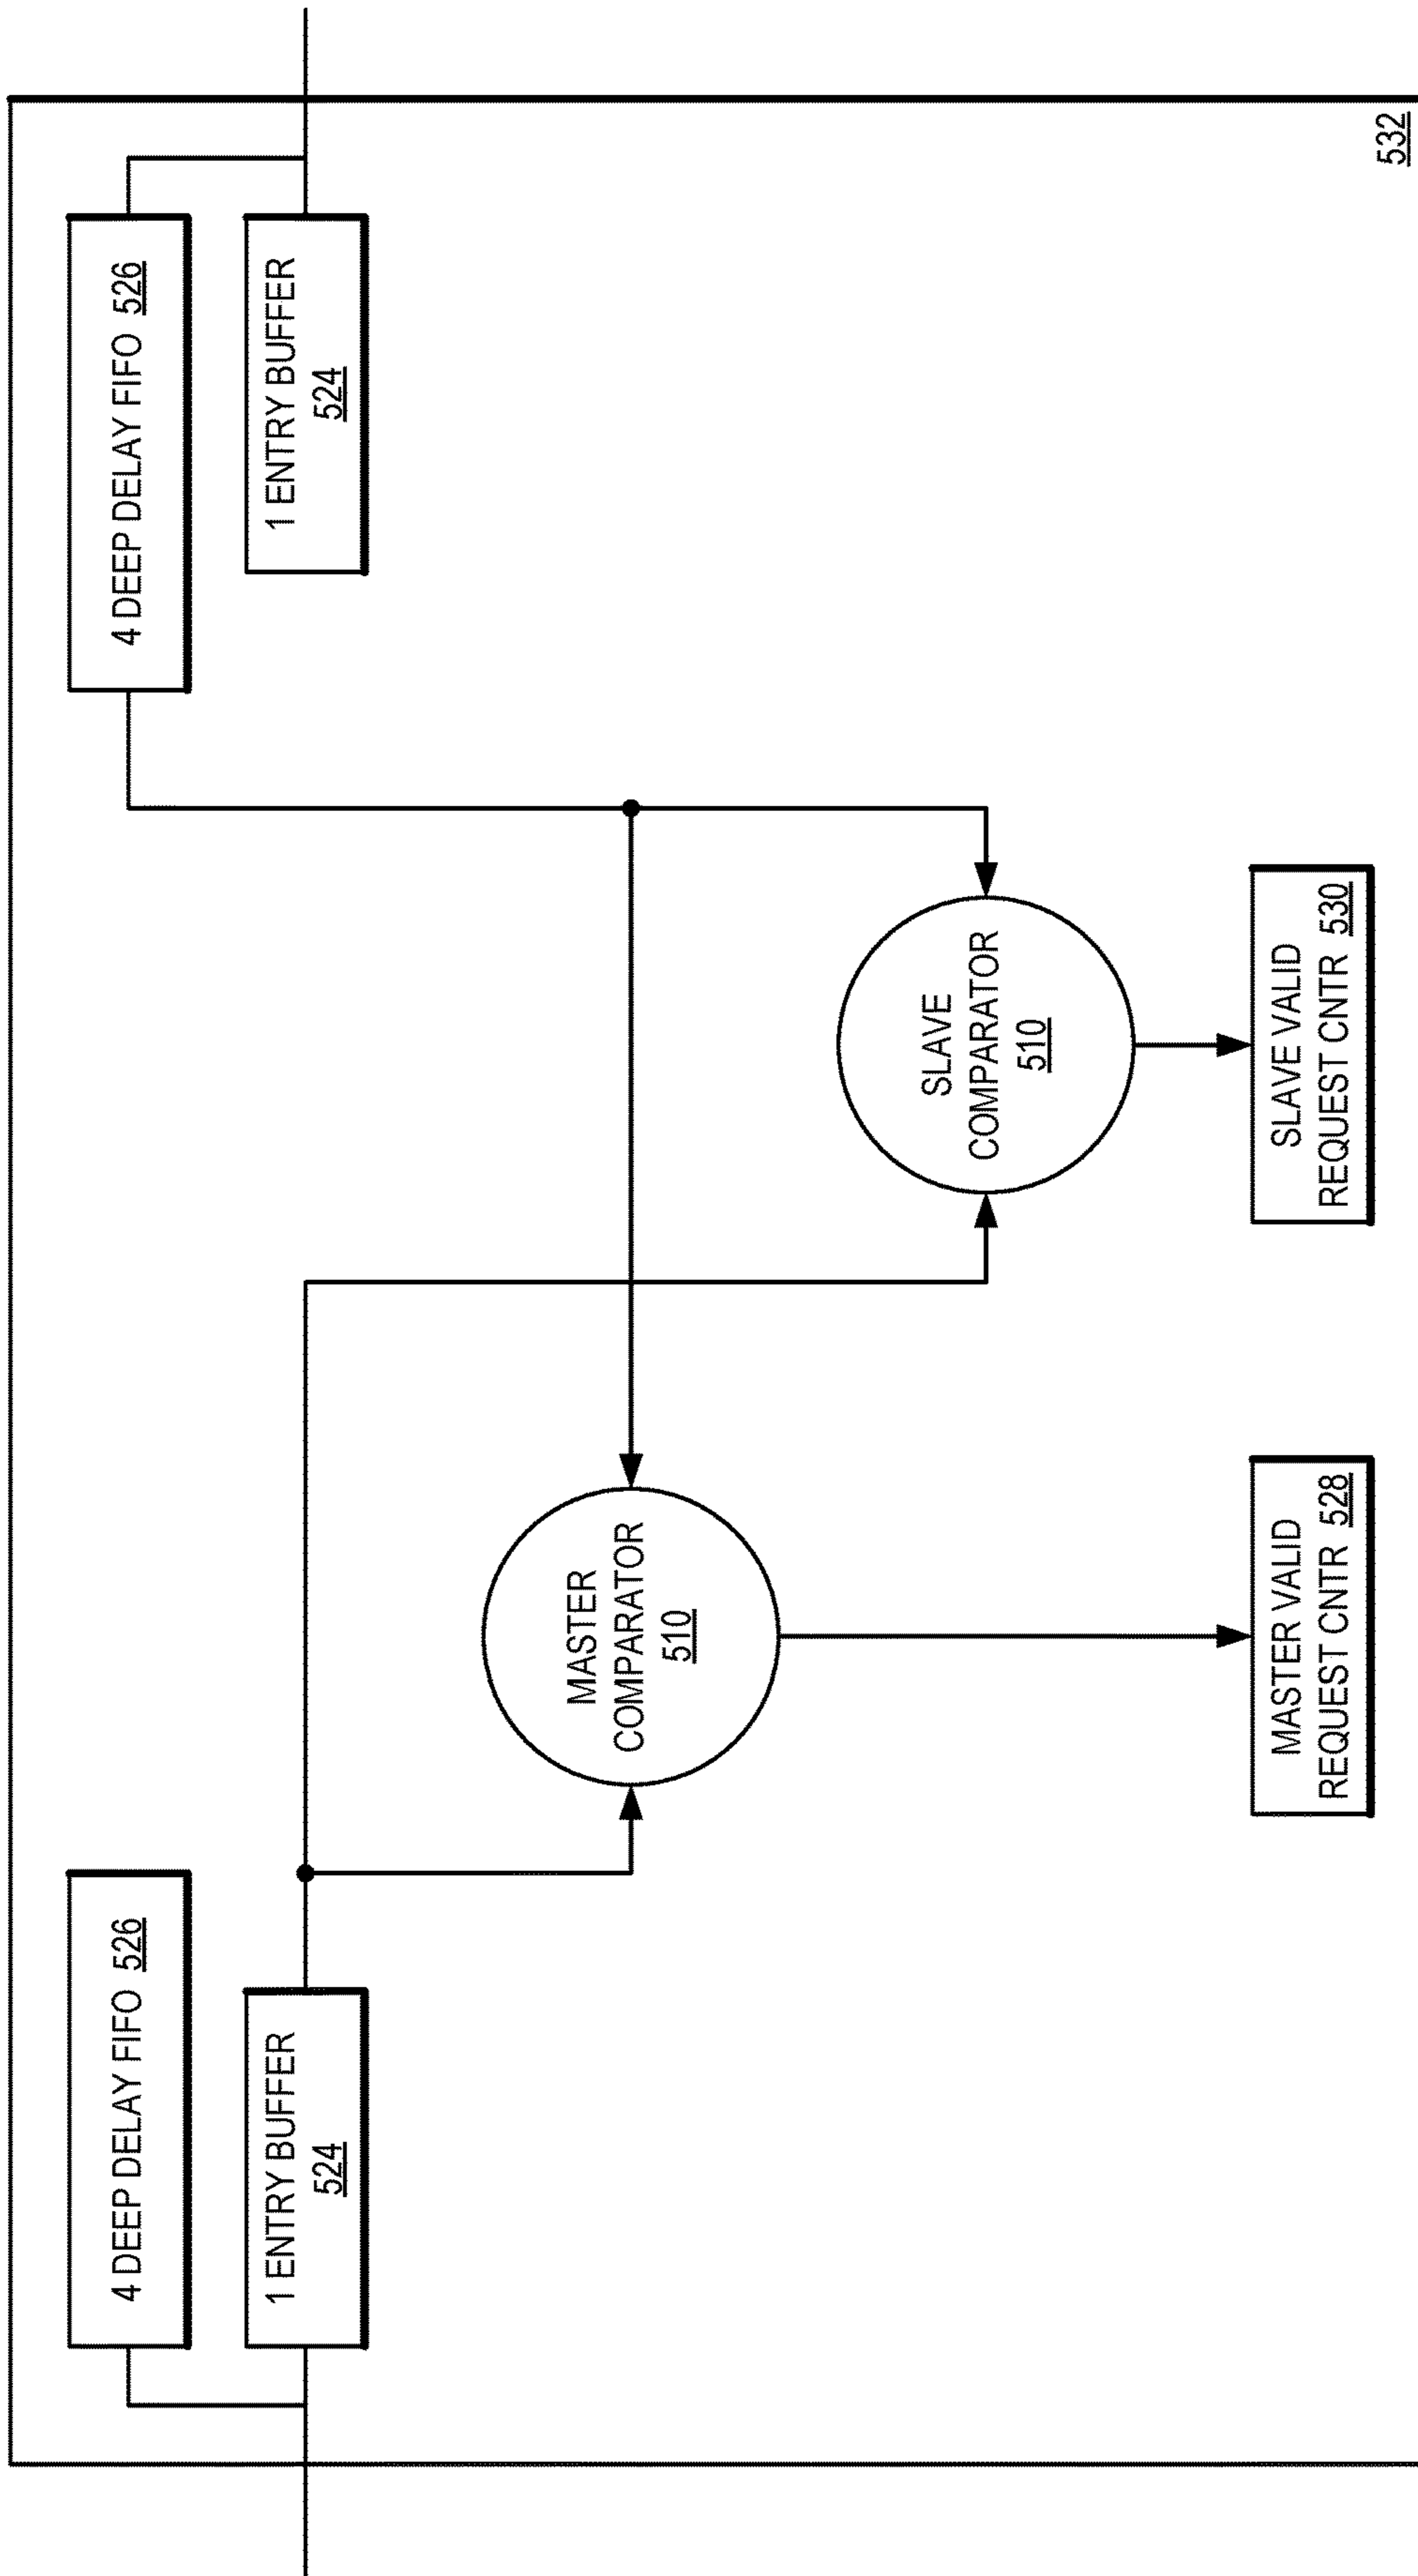 4 DEEP DELAY FIFO 526
4 DEEP DELAY FIFO 526
1 ENTRY BUFFER
524
1 ENTRY BUFFER
524
MASTER
COMPARATOR
510
SLAVE
COMPARATOR
510
MASTER VALID
REQUEST CNTR 528
SLAVE VALID
REQUEST CNTR 530
532